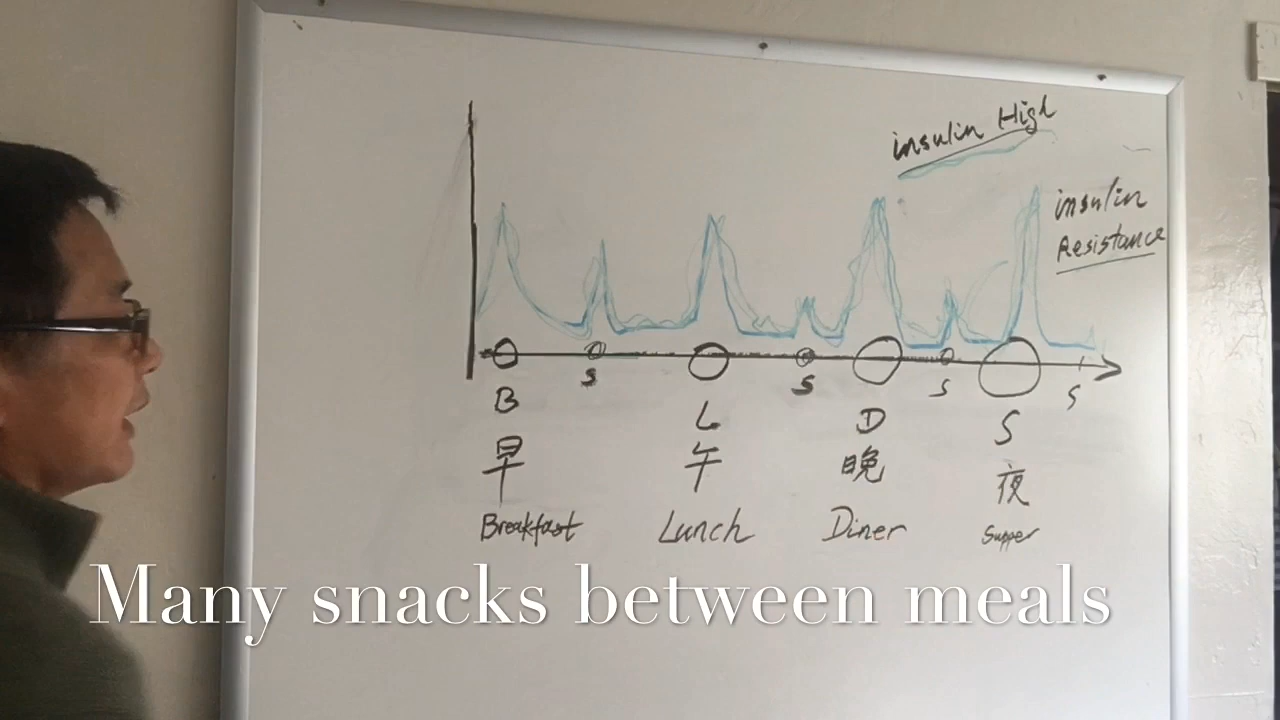 insulin High
insulin
Resistance
s s s s
B L D S
早 午 晚 夜
Breakfast Lunch Diner Supper
Many snacks between meals